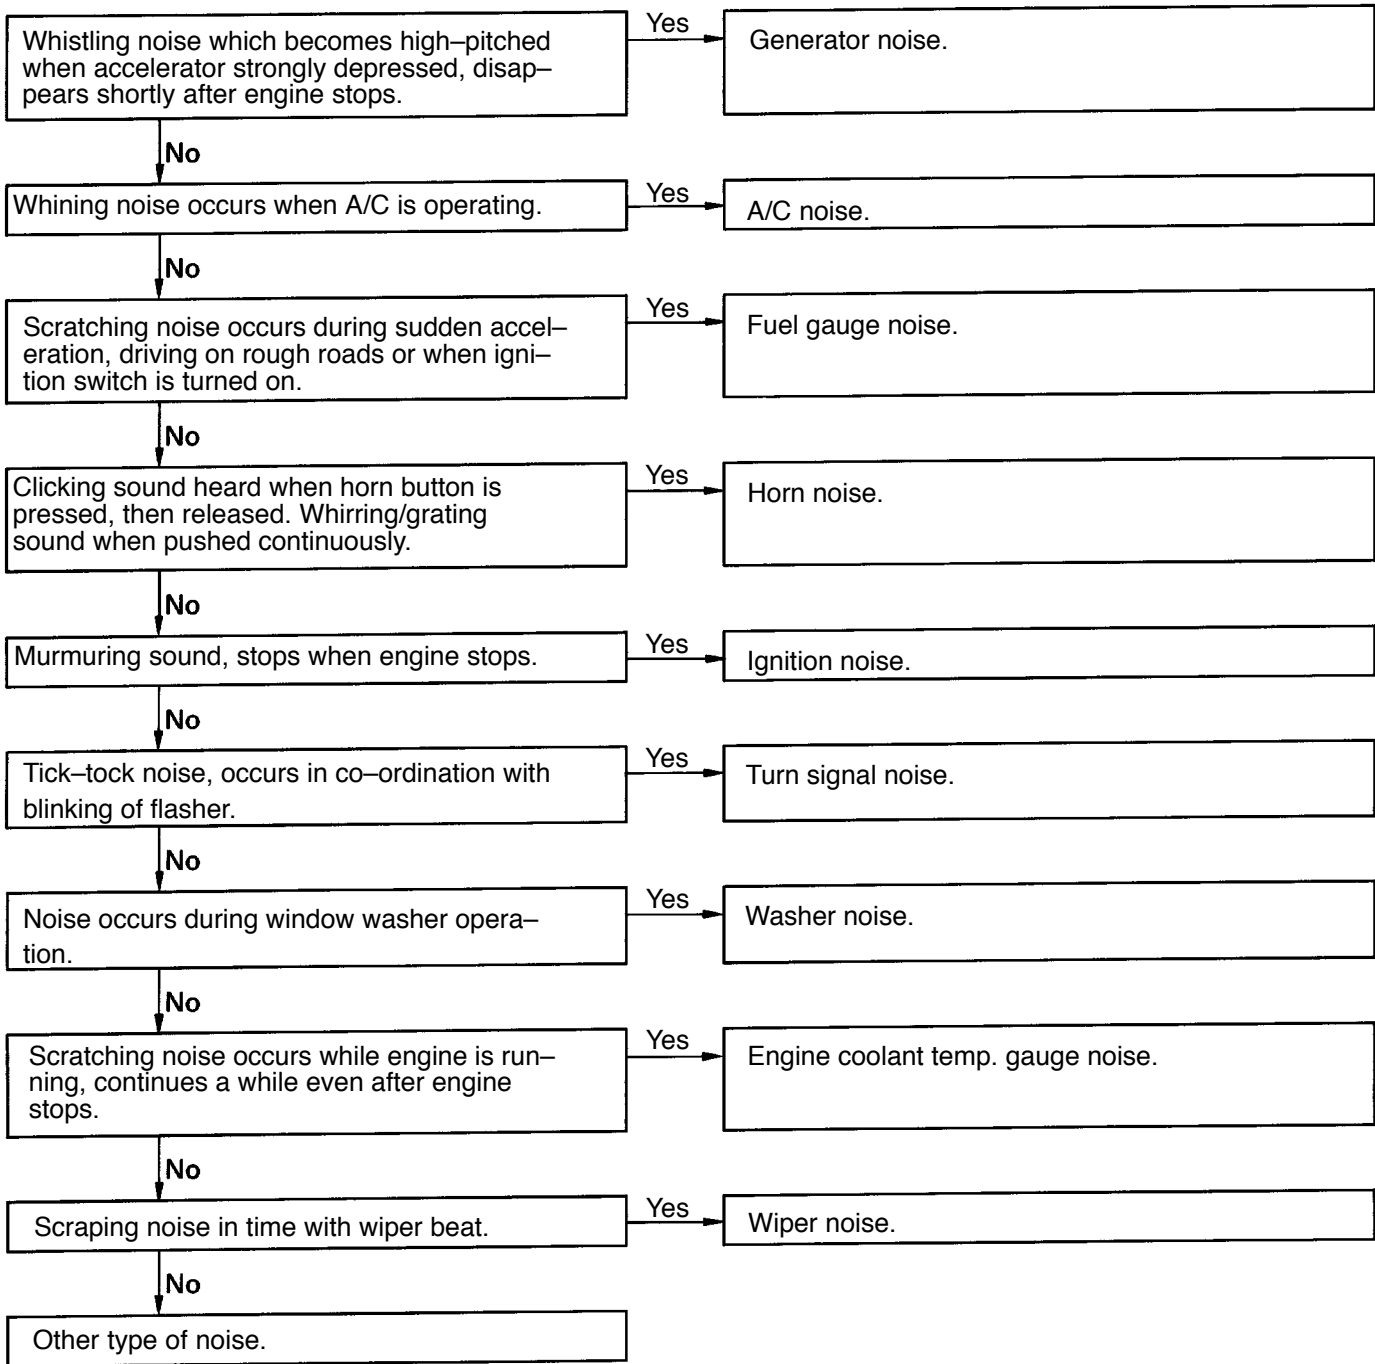 Whistling noise which becomes high–pitched
when accelerator strongly depressed, disap–
pears shortly after engine stops.
Yes
Generator noise.
No
Whining noise occurs when A/C is operating.
Yes
A/C noise.
No
Scratching noise occurs during sudden accel–
eration, driving on rough roads or when igni–
tion switch is turned on.
Yes
Fuel gauge noise.
No
Clicking sound heard when horn button is
pressed, then released. Whirring/grating
sound when pushed continuously.
Yes
Horn noise.
No
Murmuring sound, stops when engine stops.
Yes
Ignition noise.
No
Tick–tock noise, occurs in co–ordination with
blinking of flasher.
Yes
Turn signal noise.
No
Noise occurs during window washer opera–
tion.
Yes
Washer noise.
No
Scratching noise occurs while engine is run–
ning, continues a while even after engine
stops.
Yes
Engine coolant temp. gauge noise.
No
Scraping noise in time with wiper beat.
Yes
Wiper noise.
No
Other type of noise.